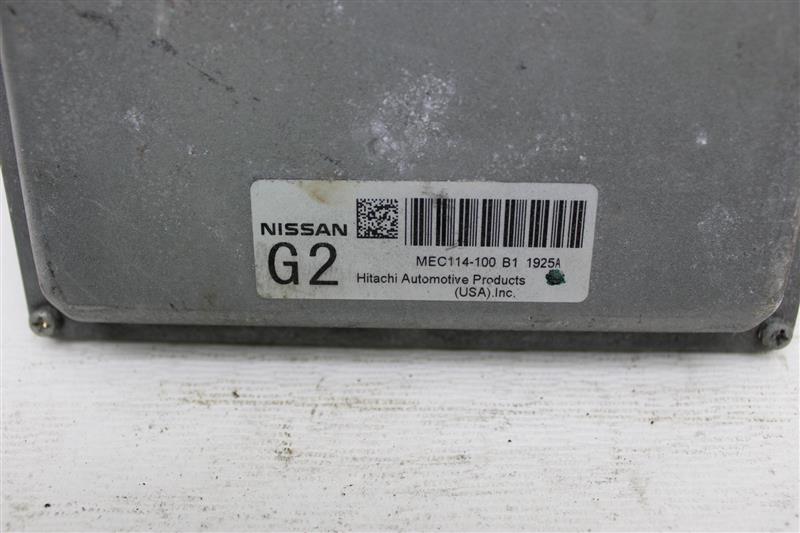 NISSAN
G2
MEC114-100 B1 1925A
Hitachi Automotive Products
(USA).Inc.